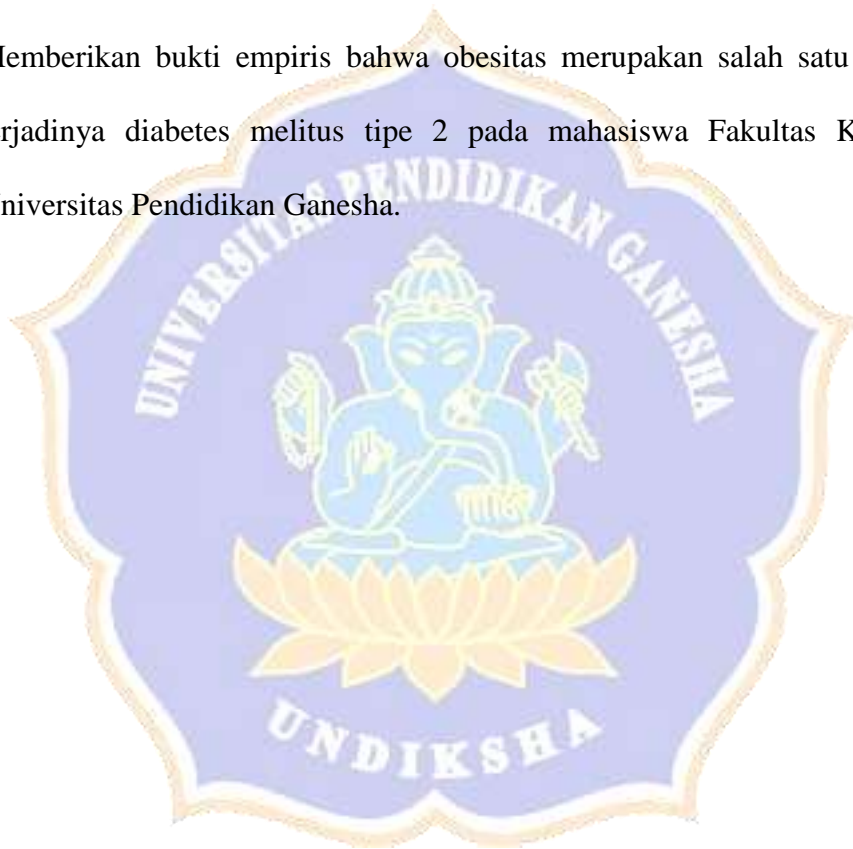 emberikan bukti empiris bahwa obesitas merupakan salah satu
rjadinya diabetes melitus tipe 2 pada mahasiswa Fakultas K
niversitas Pendidikan Ganesha.
UNIVERSITAS PENDIDIKAN GANESHA
UNDIKSHA